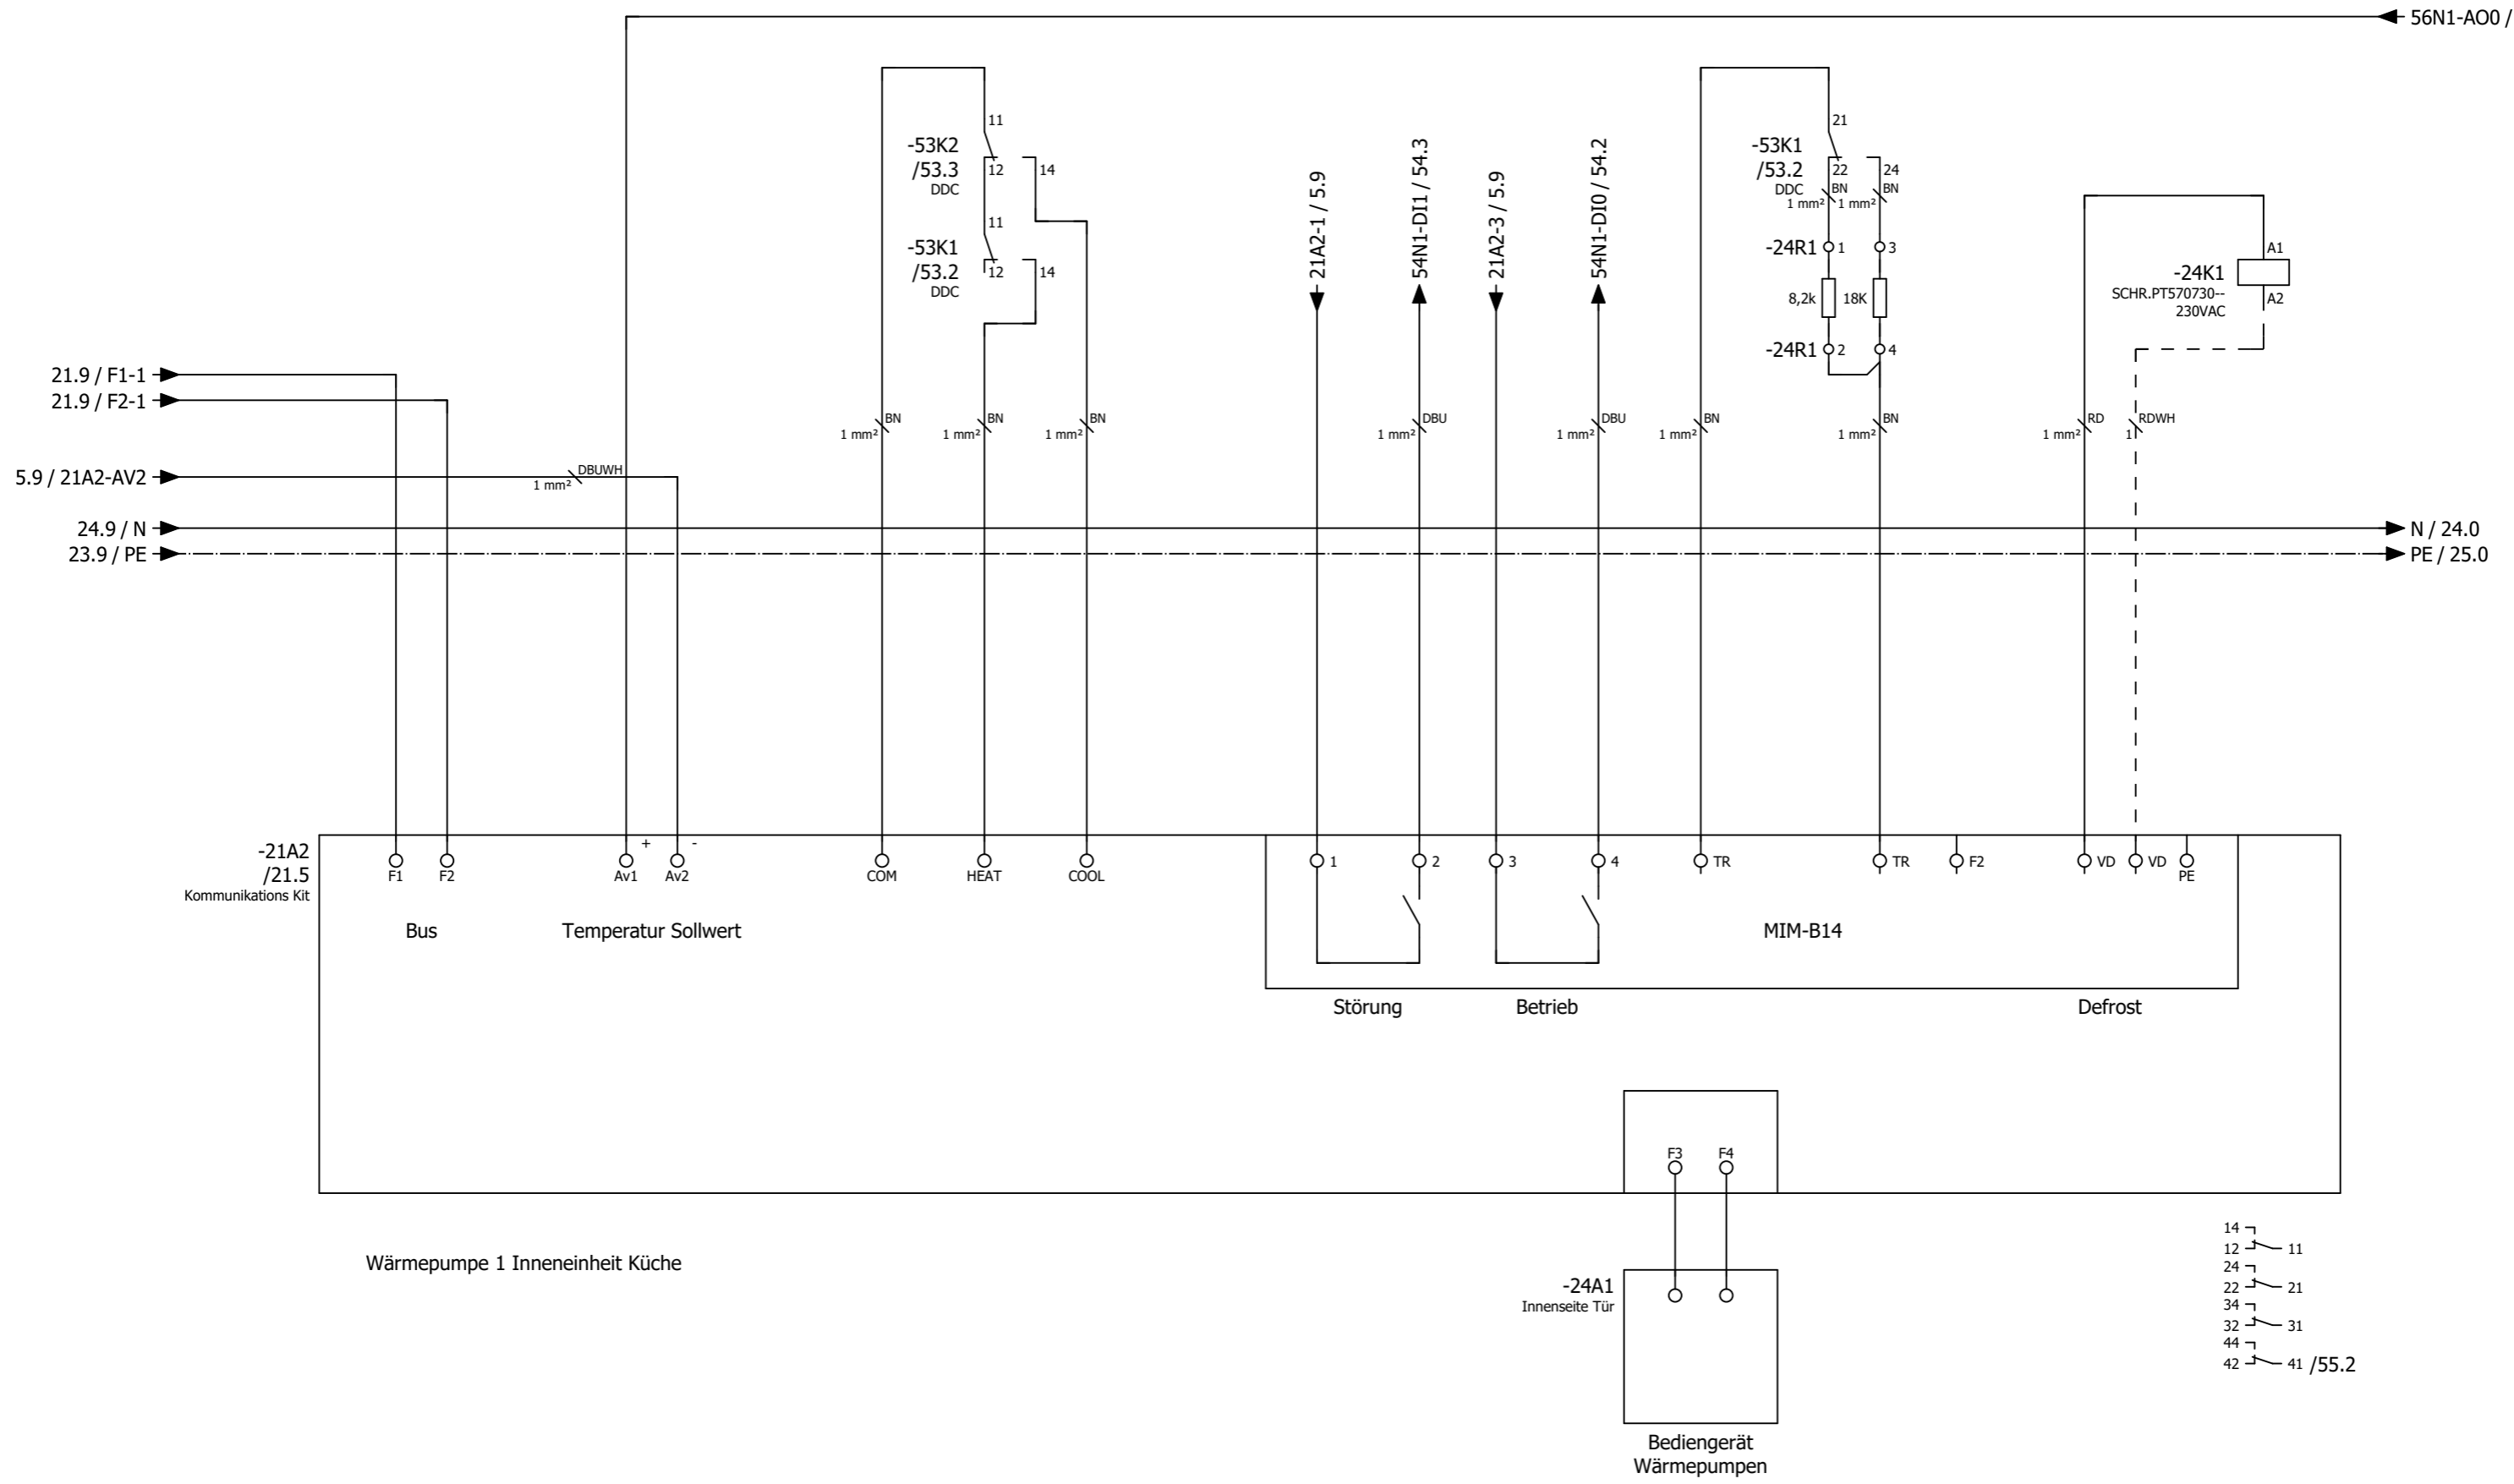 56N1-AO0 /
11
-53K2
/53.3
DDC
12
14
11
-53K1
/53.2
DDC
12
14
21A2-1 / 5.9
54N1-DI1 / 54.3
21A2-3 / 5.9
54N1-DI0 / 54.2
21
-53K1
/53.2
DDC
22
24
BN
BN
1 mm²
1 mm²
-24R1
1
3
8,2k
18K
-24R1
2
4
A1
-24K1
SCHR.PT570730--
230VAC
A2
21.9 / F1-1
21.9 / F2-1
BN
1 mm²
BN
1 mm²
BN
1 mm²
DBU
1 mm²
DBU
1 mm²
BN
1 mm²
BN
1 mm²
RD
1 mm²
RDWH
1
5.9 / 21A2-AV2
DBUWH
1 mm²
24.9 / N
N / 24.0
23.9 / PE
PE / 25.0
-21A2
/21.5
Kommunikations Kit
F1
F2
+
-
Av1
Av2
COM
HEAT
COOL
1
2
3
4
TR
TR
F2
VD
VD
PE
Bus
Temperatur Sollwert
MIM-B14
Störung
Betrieb
Defrost
F3
F4
Wärmepumpe 1 Inneneinheit Küche
-24A1
Innenseite Tür
Bediengerät
Wärmepumpen
14
12
11
24
22
21
34
32
31
44
42
41 /55.2